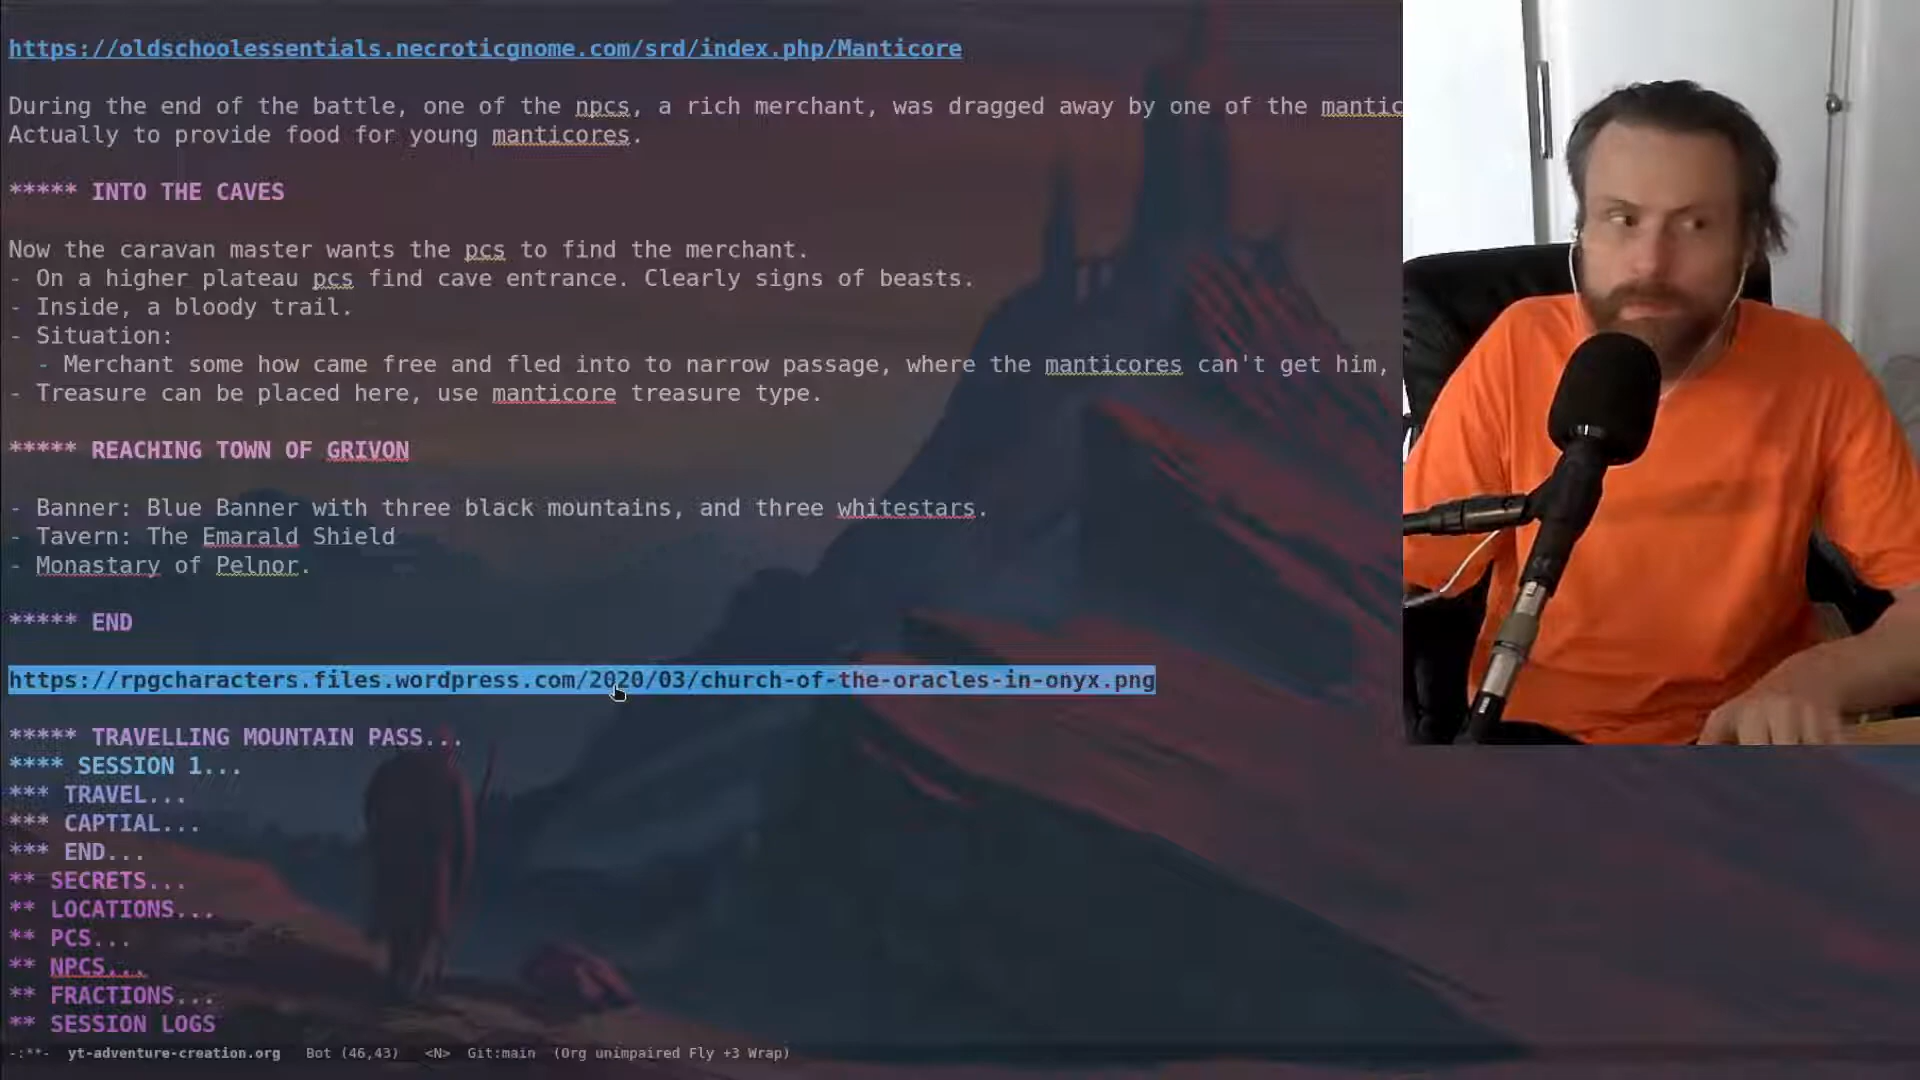 https://oldschoolessentials.necroticgnome.com/srd/index.php/Manticore
During the end of the battle, one of the npcs, a rich merchant, was dragged away by one of the mantic
Actually to provide food for young manticores.
***** INTO THE CAVES
Now the caravan master wants the pcs to find the merchant.
- On a higher plateau pcs find cave entrance. Clearly signs of beasts.
- Inside, a bloody trail.
- Situation:
- Merchant some how came free and fled into to narrow passage, where the manticores can't get him,
- Treasure can be placed here, use manticore treasure type.
***** REACHING TOWN OF GRIVON
- Banner: Blue Banner with three black mountains, and three whitestars.
- Tavern: The Emarald Shield
- Monastary of Pelnor.
***** END
https://rpgcharacters.files.wordpress.com/2020/03/church-of-the-oracles-in-onyx.png
***** TRAVELLING MOUNTAIN PASS...
**** SESSION 1...
*** TRAVEL...
*** CAPTIAL...
*** END...
** SECRETS...
** LOCATIONS...
** PCS...
** NPCS...
** FRACTIONS...
** SESSION LOGS
-:**- yt-adventure-creation.org Bot (46,43) <N> Git:main (Org unimpaired Fly +3 Wrap)